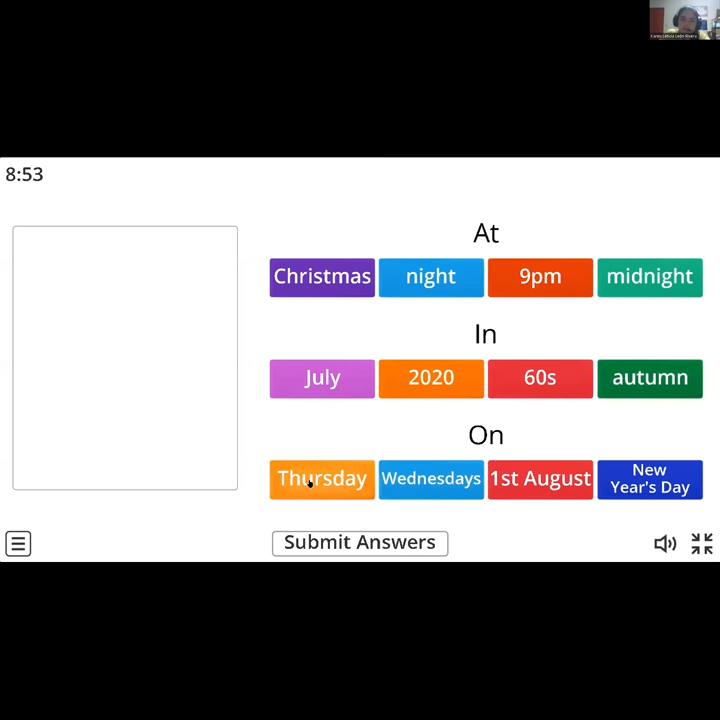 8:53
At
Christmas night 9pm midnight
In
July 2020 60s autumn
On
Thursday Wednesdays 1st August New Year's Day
Submit Answers